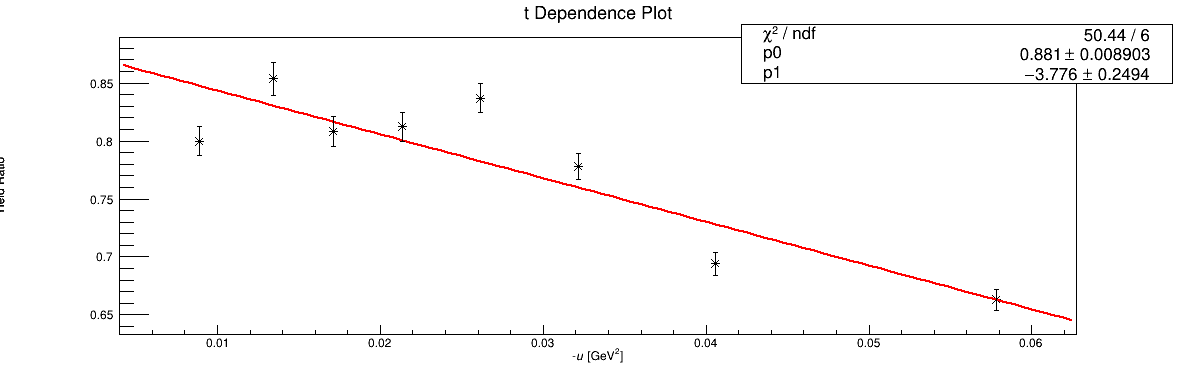 t Dependence Plot
χ² / ndf 50.44 / 6
p0 0.881 ± 0.008903
p1 −3.776 ± 0.2494
0.85
0.8
0.75
0.7
0.65
0.01 0.02 0.03 0.04 0.05 0.06
-u [GeV²]